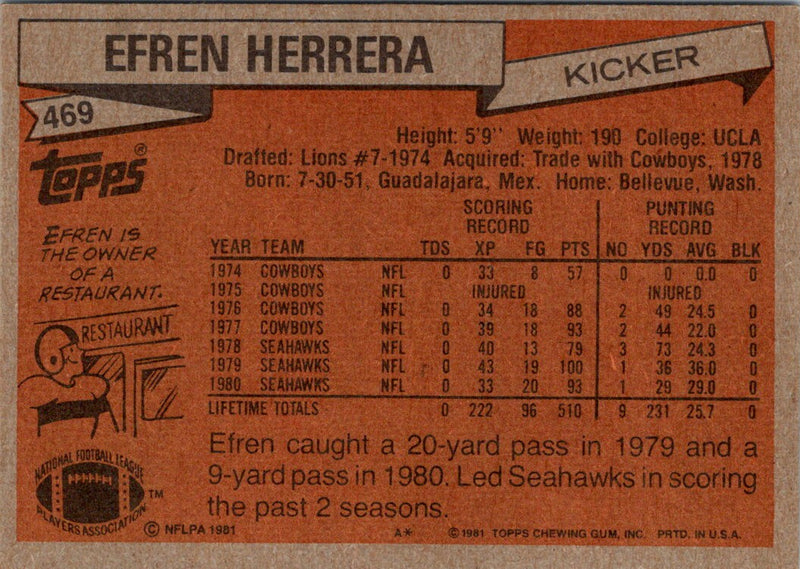 EFREN HERRERA
KICKER
469
Topps®
Height: 5'9" Weight: 190 College: UCLA
Drafted: Lions #7-1974 Acquired: Trade with Cowboys, 1978
Born: 7-30-51, Guadalajara, Mex. Home: Bellevue, Wash.
EFREN IS
THE OWNER
OF A
RESTAURANT.
RESTAURANT
SCORING RECORD PUNTING RECORD
YEAR TEAM TDS XP FG PTS NO YDS AVG BLK
1974 COWBOYS NFL 0 33 8 57 0 0 0.0 0
1975 COWBOYS NFL INJURED INJURED
1976 COWBOYS NFL 0 34 18 88 2 49 24.5 0
1977 COWBOYS NFL 0 39 18 93 2 44 22.0 0
1978 SEAHAWKS NFL 0 40 13 79 3 73 24.3 0
1979 SEAHAWKS NFL 0 43 19 100 1 36 36.0 0
1980 SEAHAWKS NFL 0 33 20 93 1 29 29.0 0
LIFETIME TOTALS 0 222 96 510 9 231 25.7 0
Efren caught a 20-yard pass in 1979 and a
9-yard pass in 1980. Led Seahawks in scoring
the past 2 seasons.
NATIONAL FOOTBALL LEAGUE
PLAYERS ASSOCIATION
TM
© NFLPA 1981
A* © 1981 TOPPS CHEWING GUM, INC. PRTD. IN U.S.A.